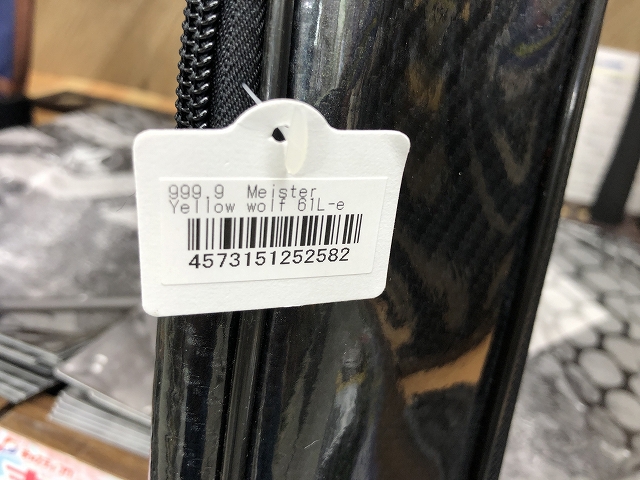 999.9 Meister
Yellow wolf 61L-e
4573151252582